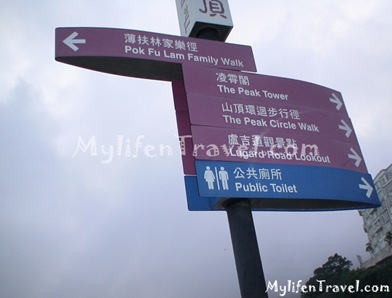 頂
薄扶林家樂徑
Pok Fu Lam Family Walk
凌霄閣
The Peak Tower
山頂環迴步行徑
The Peak Circle Walk
盧吉道觀景點
Lugard Road Lookout
公共廁所
Public Toilet
MylifenTravel.com
MylifenTravel.com